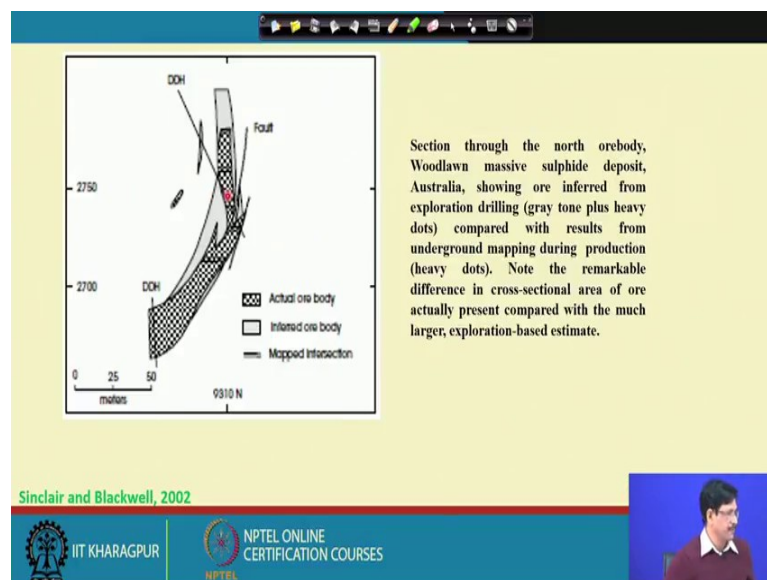 DDH
Fault
2750
2700
DDH
Actual ore body
Inferred ore body
Mapped Intersection
0 25 50
meters
9310 N
Section through the north orebody,
Woodlawn massive sulphide deposit,
Australia, showing ore inferred from
exploration drilling (gray tone plus heavy
dots) compared with results from
underground mapping during production
(heavy dots). Note the remarkable
difference in cross-sectional area of ore
actually present compared with the much
larger, exploration-based estimate.
Sinclair and Blackwell, 2002
IIT KHARAGPUR
NPTEL
NPTEL ONLINE
CERTIFICATION COURSES